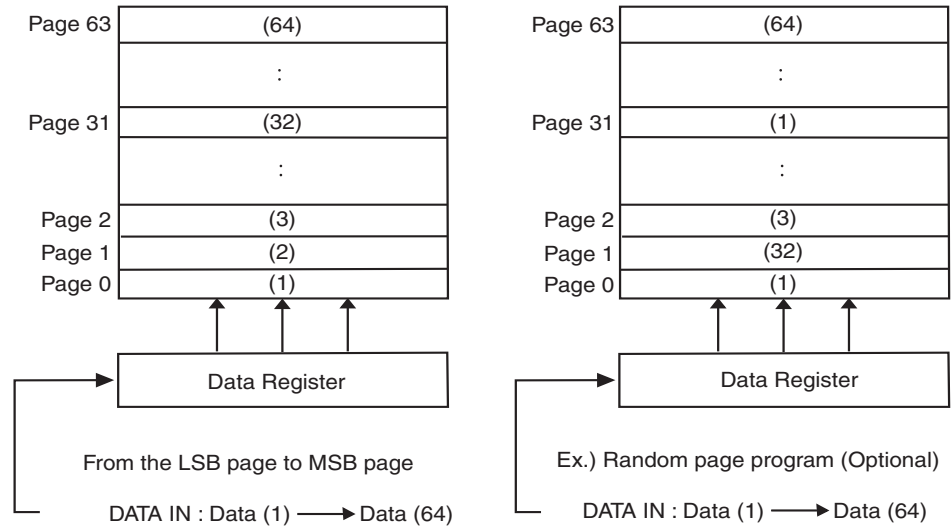 Page 63 (64)
:
Page 31 (32)
:
Page 2 (3)
Page 1 (2)
Page 0 (1)
Data Register
From the LSB page to MSB page
DATA IN : Data (1) Data (64)
Page 63 (64)
:
Page 31 (1)
:
Page 2 (3)
Page 1 (32)
Page 0 (1)
Data Register
Ex.) Random page program (Optional)
DATA IN : Data (1) Data (64)